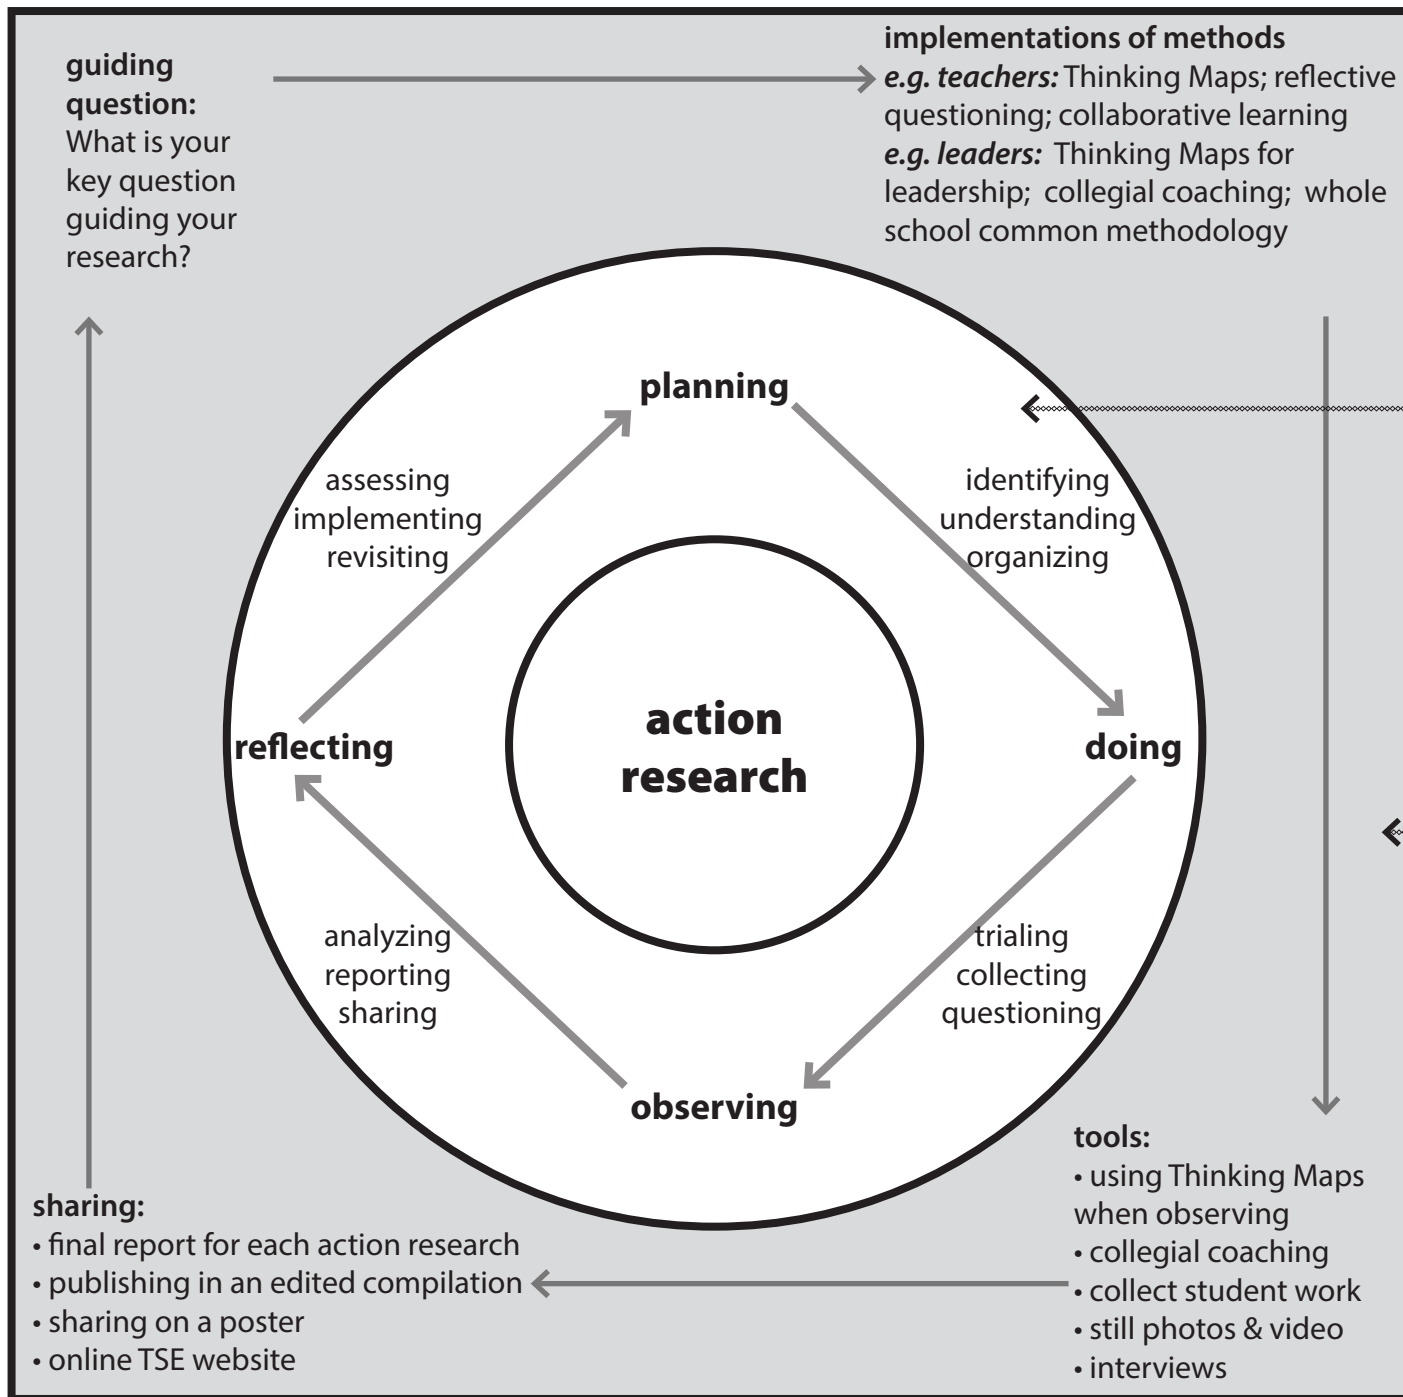 guiding
question:
What is your
key question
guiding your
research?
implementations of methods
e.g. teachers: Thinking Maps; reflective
questioning; collaborative learning
e.g. leaders: Thinking Maps for
leadership; collegial coaching; whole
school common methodology
planning
assessing
implementing
revisiting
identifying
understanding
organizing
reflecting
action
research
doing
analyzing
reporting
sharing
trialing
collecting
questioning
observing
sharing:
• final report for each action research
• publishing in an edited compilation
• sharing on a poster
• online TSE website
tools:
• using Thinking Maps
when observing
• collegial coaching
• collect student work
• still photos & video
• interviews